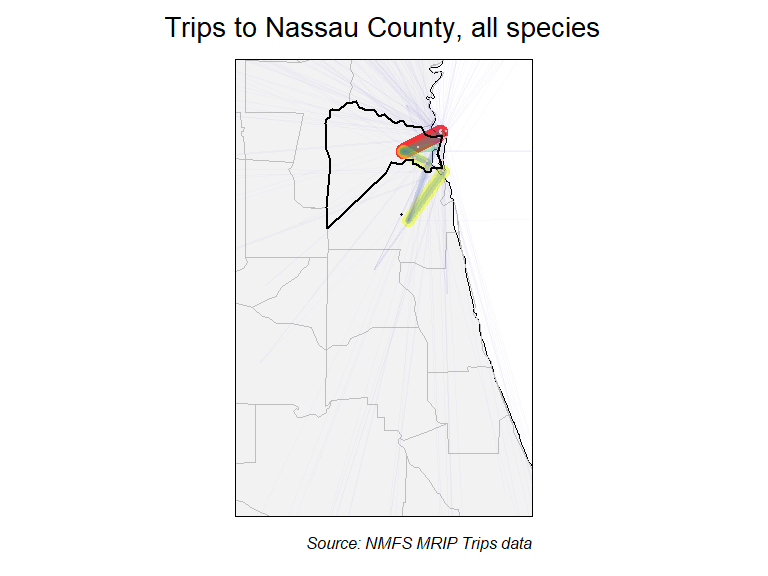 Trips to Nassau County, all species
Source: NMFS MRIP Trips data